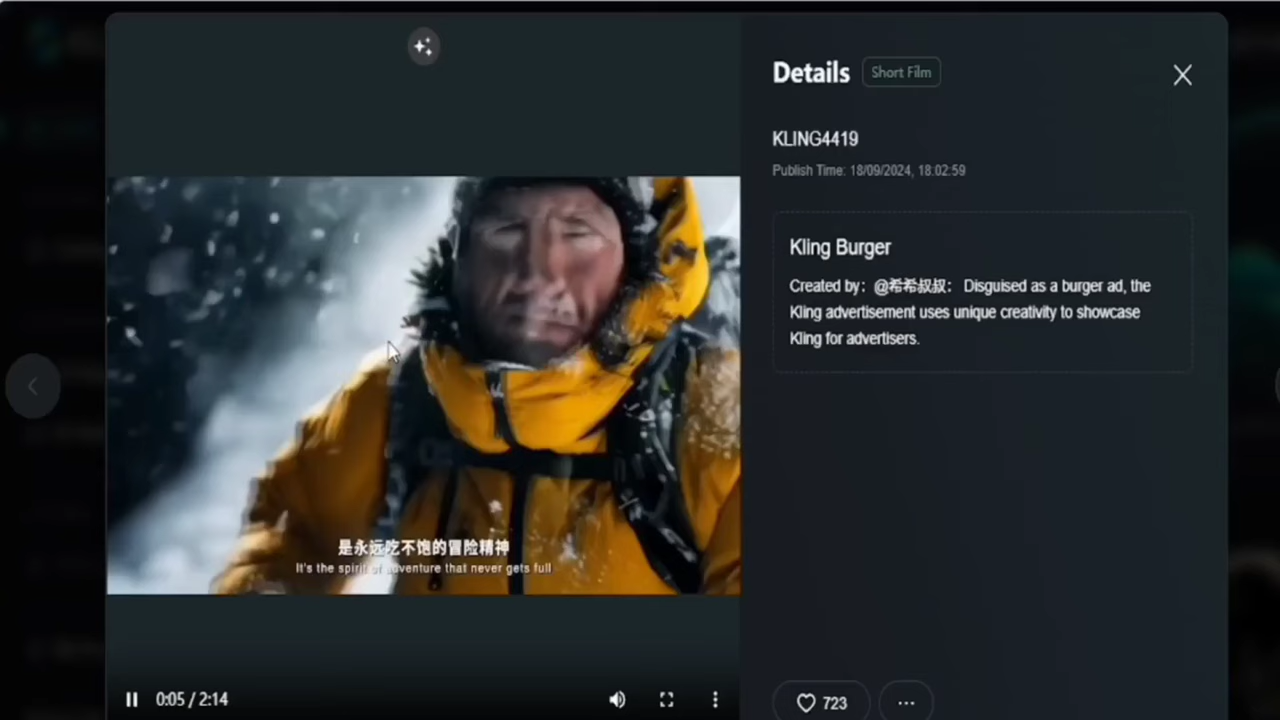 Details
Short Film
KLING4419
Publish Time: 18/09/2024, 18:02:59
Kling Burger
Created by： @希希叔叔： Disguised as a burger ad, the
Kling advertisement uses unique creativity to showcase
Kling for advertisers.
是永远吃不饱的冒险精神
It's the spirit of adventure that never gets full
0:05 / 2:14
723